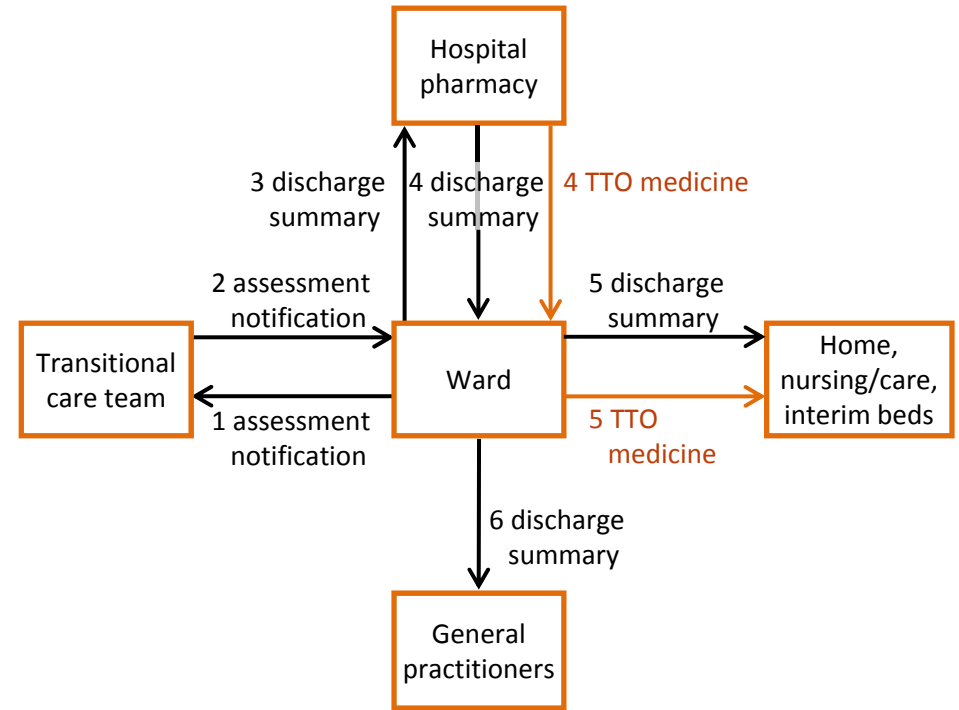 Hospital
pharmacy
3 discharge
summary
4 discharge
summary
4 TTO medicine
2 assessment
notification
5 discharge
summary
Transitional
care team
Ward
Home,
nursing/care,
interim beds
1 assessment
notification
5 TTO
medicine
6 discharge
summary
General
practitioners